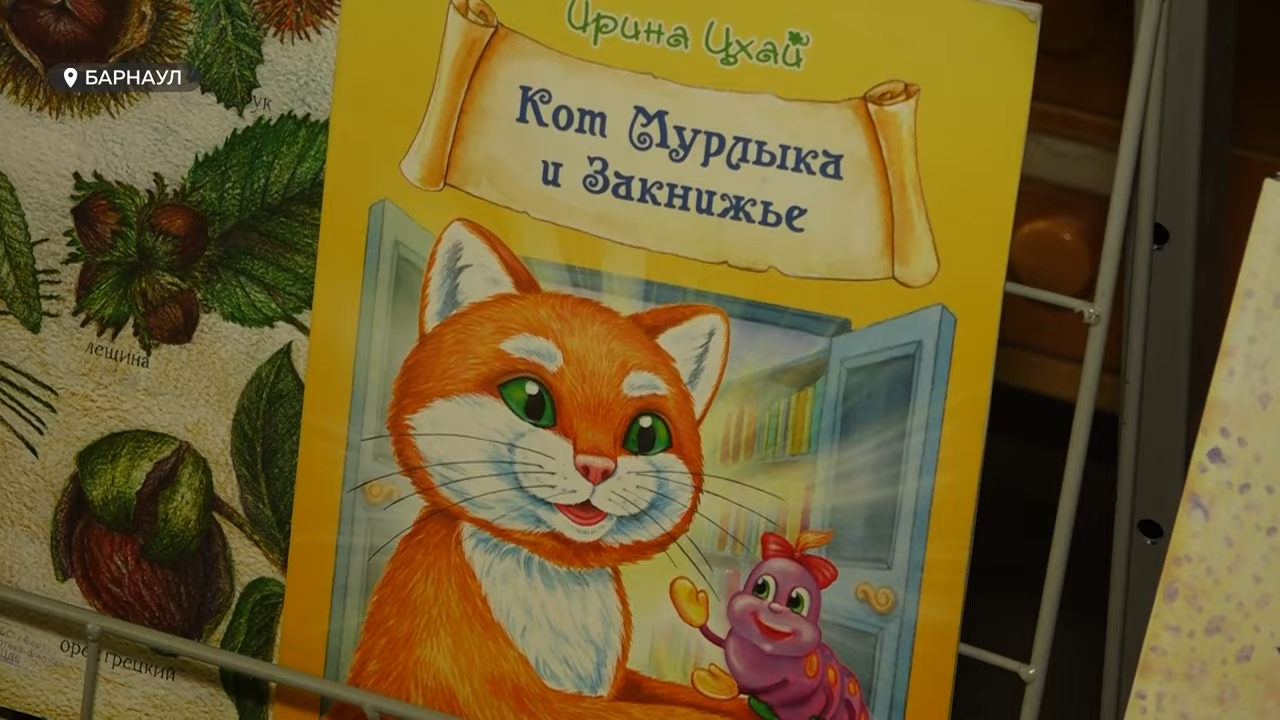 БАРНАУЛ
Ирина Цхай
Кот Мурлыка
и Закнижье
лещина
орех грецкий